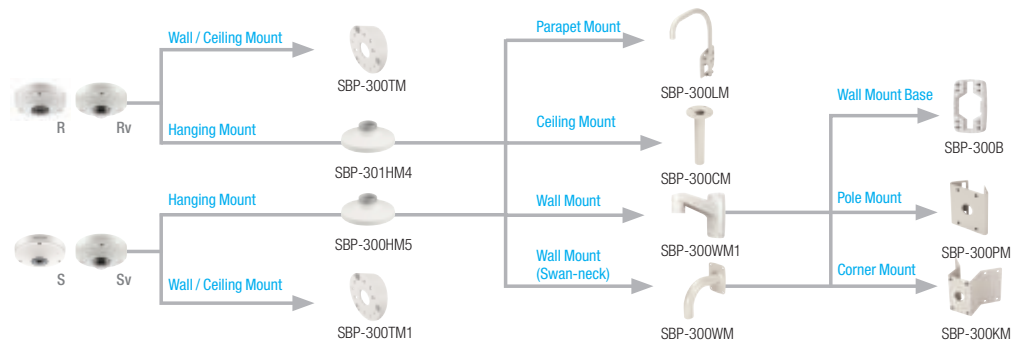 Wall / Ceiling Mount
SBP-300TM
R
Rv
Hanging Mount
SBP-301HM4
Hanging Mount
SBP-300HM5
S
Sv
Wall / Ceiling Mount
SBP-300TM1
Parapet Mount
SBP-300LM
Ceiling Mount
SBP-300CM
Wall Mount
SBP-300WM1
Wall Mount
(Swan-neck)
SBP-300WM
Wall Mount Base
SBP-300B
Pole Mount
SBP-300PM
Corner Mount
SBP-300KM